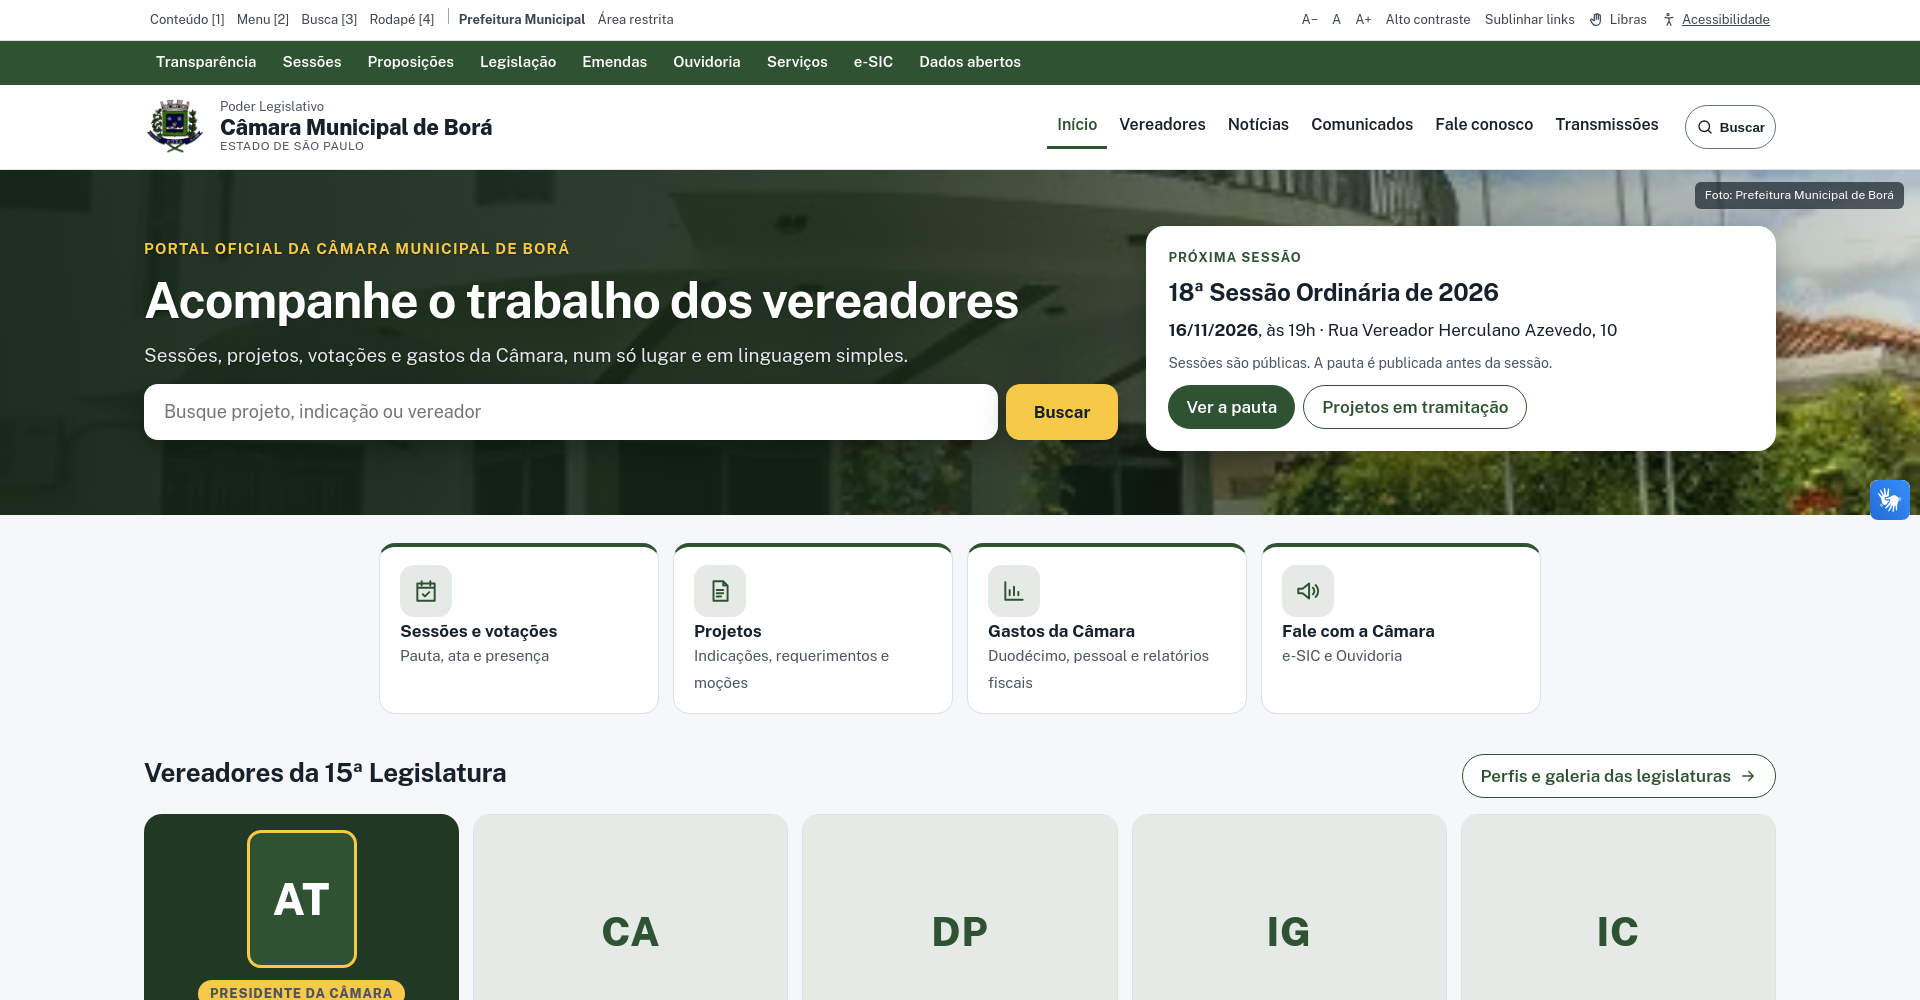 Conteúdo [1] Menu [2] Busca [3] Rodapé [4] Prefeitura Municipal Área restrita
A− A A+ Alto contraste Sublinhar links Libras Acessibilidade
Transparência Sessões Proposições Legislação Emendas Ouvidoria Serviços e-SIC Dados abertos
Poder Legislativo
Câmara Municipal de Borá
ESTADO DE SÃO PAULO
Início Vereadores Notícias Comunicados Fale conosco Transmissões Buscar
Foto: Prefeitura Municipal de Borá
PORTAL OFICIAL DA CÂMARA MUNICIPAL DE BORÁ
Acompanhe o trabalho dos vereadores
Sessões, projetos, votações e gastos da Câmara, num só lugar e em linguagem simples.
Busque projeto, indicação ou vereador
Buscar
PRÓXIMA SESSÃO
18ª Sessão Ordinária de 2026
16/11/2026, às 19h · Rua Vereador Herculano Azevedo, 10
Sessões são públicas. A pauta é publicada antes da sessão.
Ver a pauta Projetos em tramitação
Sessões e votações
Pauta, ata e presença
Projetos
Indicações, requerimentos e
moções
Gastos da Câmara
Duodécimo, pessoal e relatórios
fiscais
Fale com a Câmara
e-SIC e Ouvidoria
Vereadores da 15ª Legislatura
Perfis e galeria das legislaturas →
AT
PRESIDENTE DA CÂMARA
CA
DP
IG
IC